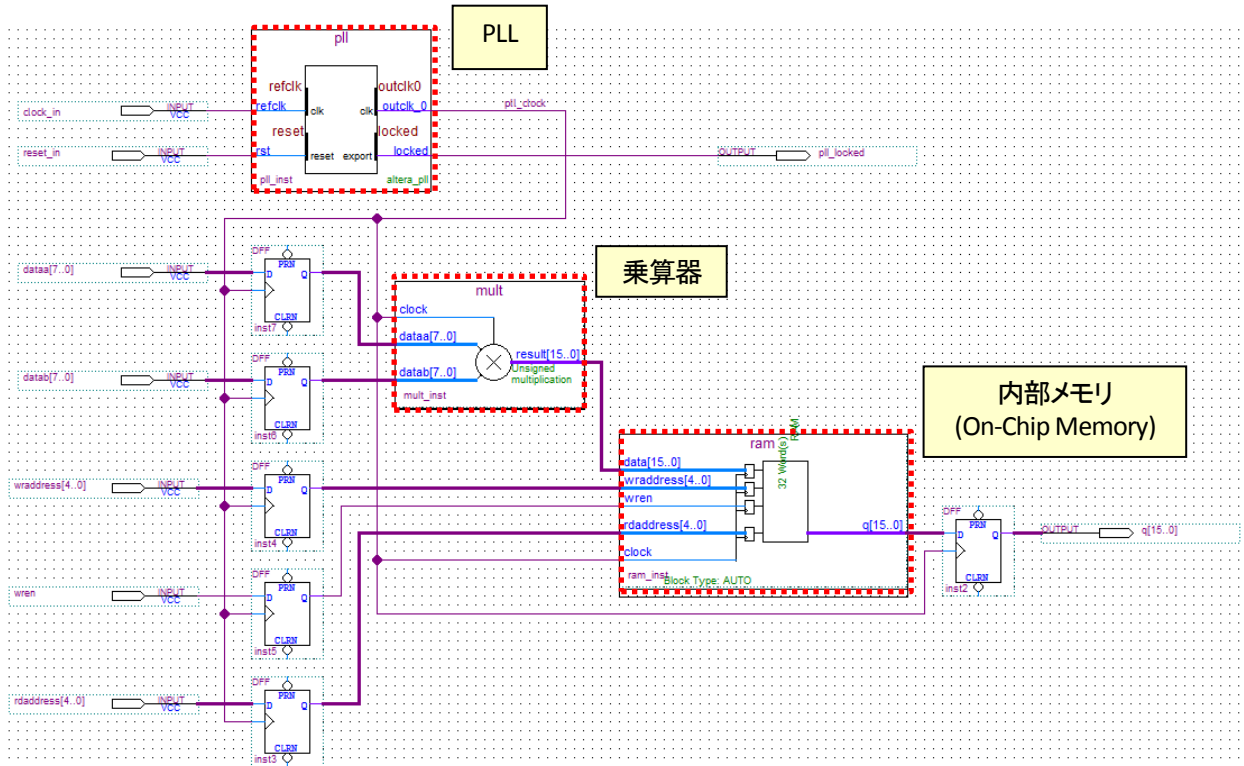 PLL
pll
refclk
outclk0
refclk
clk
clk
outclk_0
pll_clock
clock_in
INPUT
VCC
reset
locked
rst
reset
export
locked
reset_in
INPUT
VCC
OUTPUT
pll_locked
pll_inst
altera_pll
乗算器
DFF
PRN
D
Q
CLRN
inst7
dataa[7..0]
INPUT
VCC
mult
clock
dataa[7..0]
result[15..0]
datab[7..0]
Unsigned
multiplication
mult_inst
DFF
PRN
D
Q
CLRN
inst6
datab[7..0]
INPUT
VCC
内部メモリ
(On-Chip Memory)
ram
data[15..0]
wraddress[4..0]
wren
rdaddress[4..0]
q[15..0]
clock
32 Word(s)
RAM
ram_inst
Block Type: AUTO
DFF
PRN
D
Q
CLRN
inst4
wraddress[4..0]
INPUT
VCC
DFF
PRN
D
Q
CLRN
inst2
OUTPUT
q[15..0]
DFF
PRN
D
Q
CLRN
inst5
wren
INPUT
VCC
DFF
PRN
D
Q
CLRN
inst3
rdaddress[4..0]
INPUT
VCC